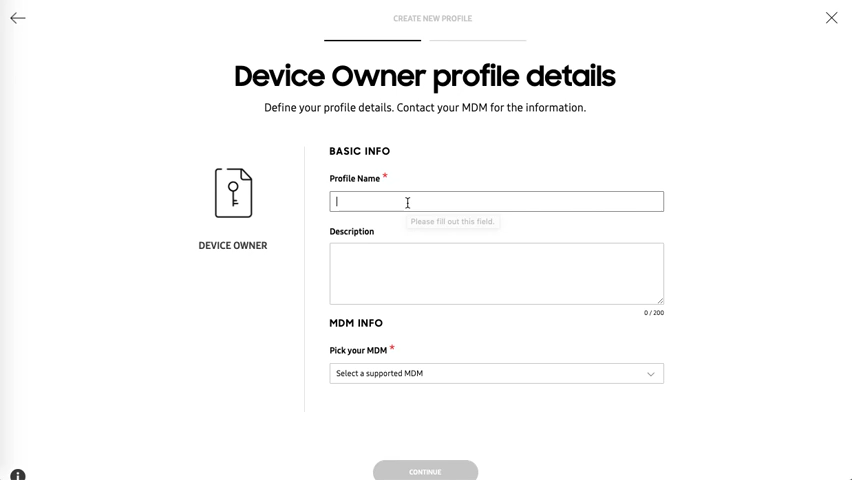 CREATE NEW PROFILE
Device Owner profile details
Define your profile details. Contact your MDM for the information.
DEVICE OWNER
BASIC INFO
Profile Name *
Please fill out this field.
Description
0 / 200
MDM INFO
Pick your MDM *
Select a supported MDM
CONTINUE
i